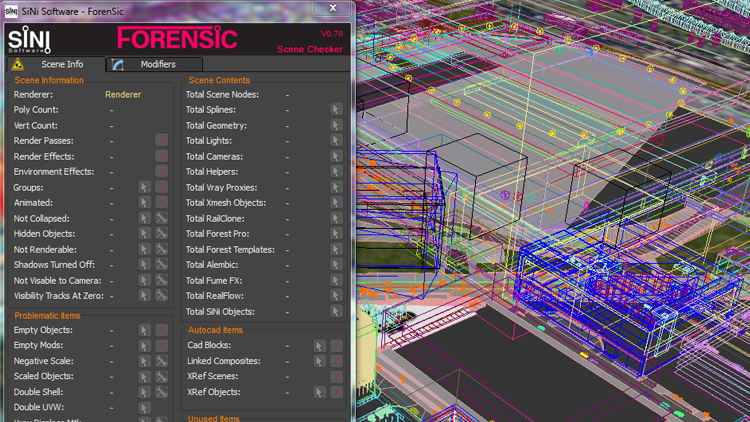 SiNi Software - ForenSic
SiNi
Software
FORENSiC
V0.78
Scene Checker
Scene Info
Modifiers
Scene Information
Renderer: Renderer
Poly Count: -
Vert Count: -
Render Passes: -
Render Effects: -
Environment Effects: -
Groups: -
Animated: -
Not Collapsed: -
Hidden Objects: -
Not Renderable: -
Shadows Turned Off: -
Not Visable to Camera: -
Visibility Tracks At Zero: -
Problematic Items
Empty Objects: -
Empty Mods: -
Negative Scale: -
Scaled Objects: -
Double Shell: -
Double UVW: -
Scene Contents
Total Scene Nodes: -
Total Splines: -
Total Geometry: -
Total Lights: -
Total Cameras: -
Total Helpers: -
Total Vray Proxies: -
Total Xmesh Objects: -
Total RailClone: -
Total Forest Pro: -
Total Forest Templates: -
Total Alembic: -
Total Fume FX: -
Total RealFlow: -
Total SiNi Objects: -
Autocad Items
Cad Blocks: -
Linked Composites: -
XRef Scenes: -
XRef Objects: -
Unused Items